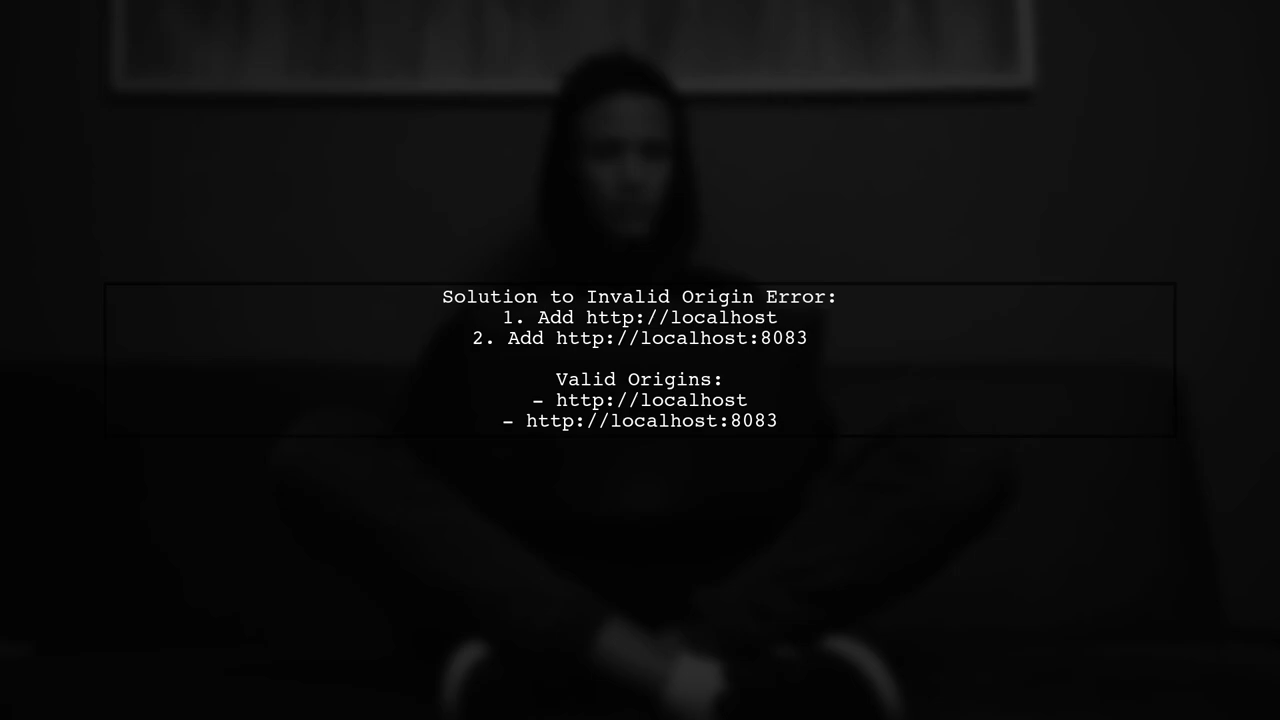 Solution to Invalid Origin Error:
1. Add http://localhost
2. Add http://localhost:8083
Valid Origins:
- http://localhost
- http://localhost:8083